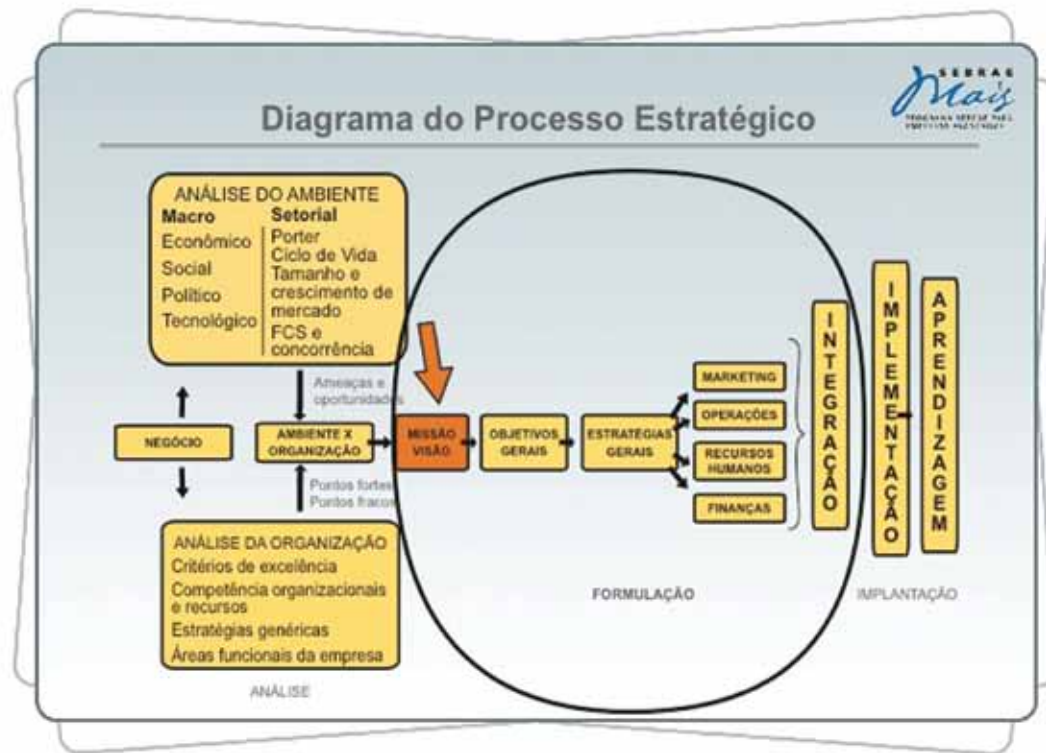 SEBRAE
Mais
Diagrama do Processo Estratégico
ANÁLISE DO AMBIENTE
Macro
Econômico
Social
Político
Tecnológico
Setorial
Porter
Ciclo de Vida
Tamanho e
crescimento de
mercado
FCS e
concorrência
Ameaças e
oportunidades
NEGÓCIO
AMBIENTE X
ORGANIZAÇÃO
MISSÃO
VISÃO
OBJETIVOS
GERAIS
ESTRATÉGIAS
GERAIS
MARKETING
OPERAÇÕES
RECURSOS
HUMANOS
FINANÇAS
INTEGRAÇÃO
IMPLEMENTAÇÃO
APRENDIZAGEM
Pontos fortes
Pontos fracos
ANÁLISE DA ORGANIZAÇÃO
Critérios de excelência
Competência organizacionais
e recursos
Estratégias genéricas
Áreas funcionais da empresa
ANÁLISE
FORMULAÇÃO
IMPLANTAÇÃO